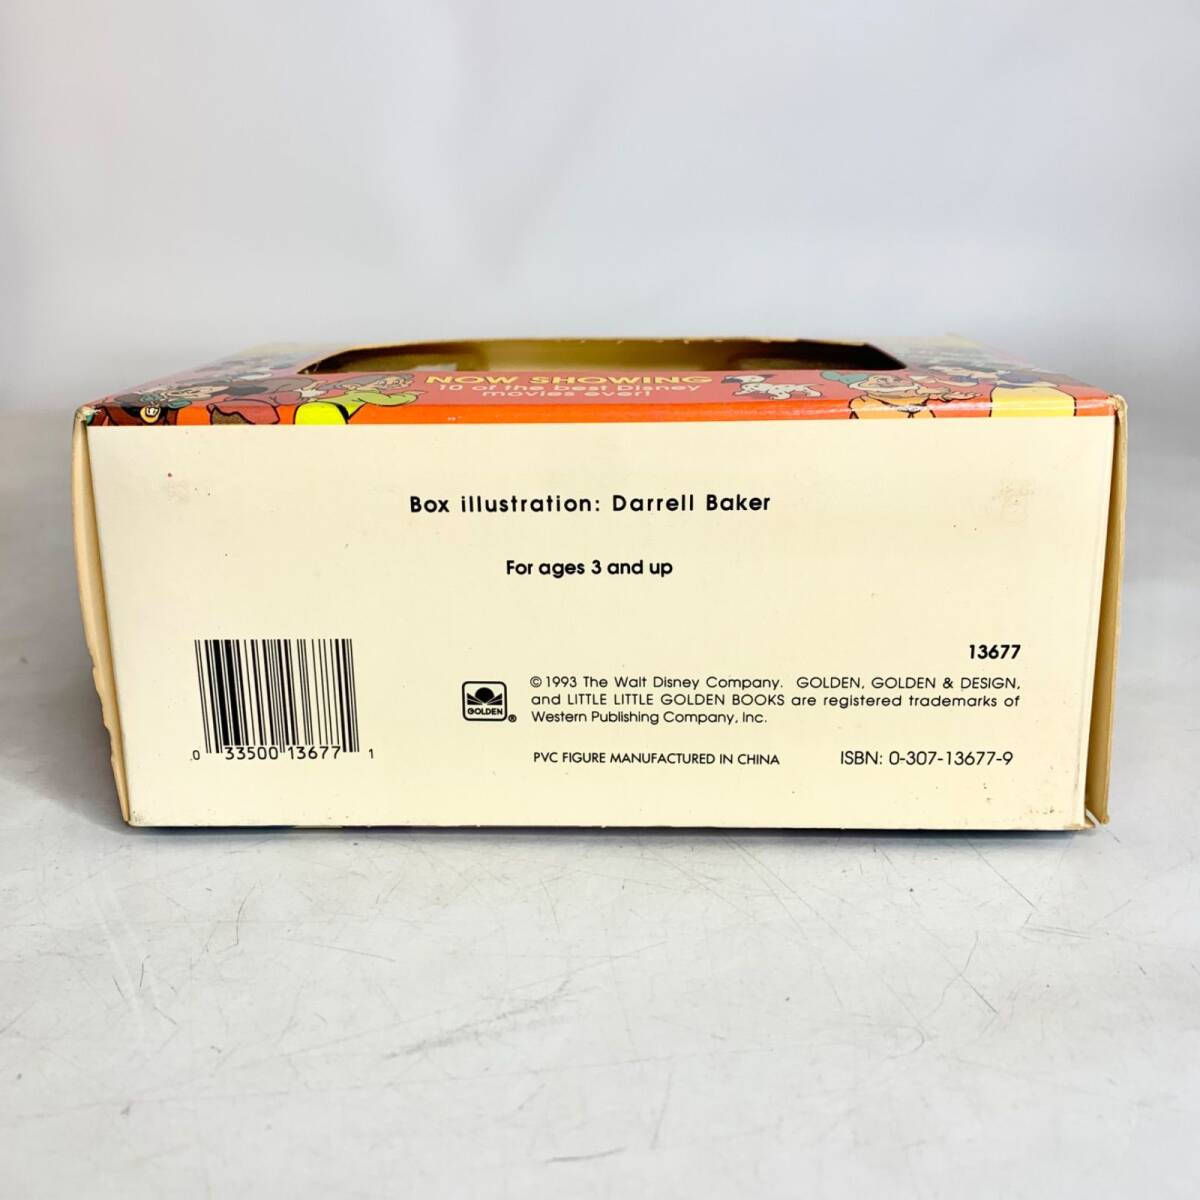 NOW SHOWING
10 of the best Disney
movies ever!
Box illustration: Darrell Baker
For ages 3 and up
13677
© 1993 The Walt Disney Company. GOLDEN, GOLDEN & DESIGN,
and LITTLE LITTLE GOLDEN BOOKS are registered trademarks of
Western Publishing Company, Inc.
GOLDEN ®
PVC FIGURE MANUFACTURED IN CHINA
ISBN: 0-307-13677-9
0 33500 13677 1